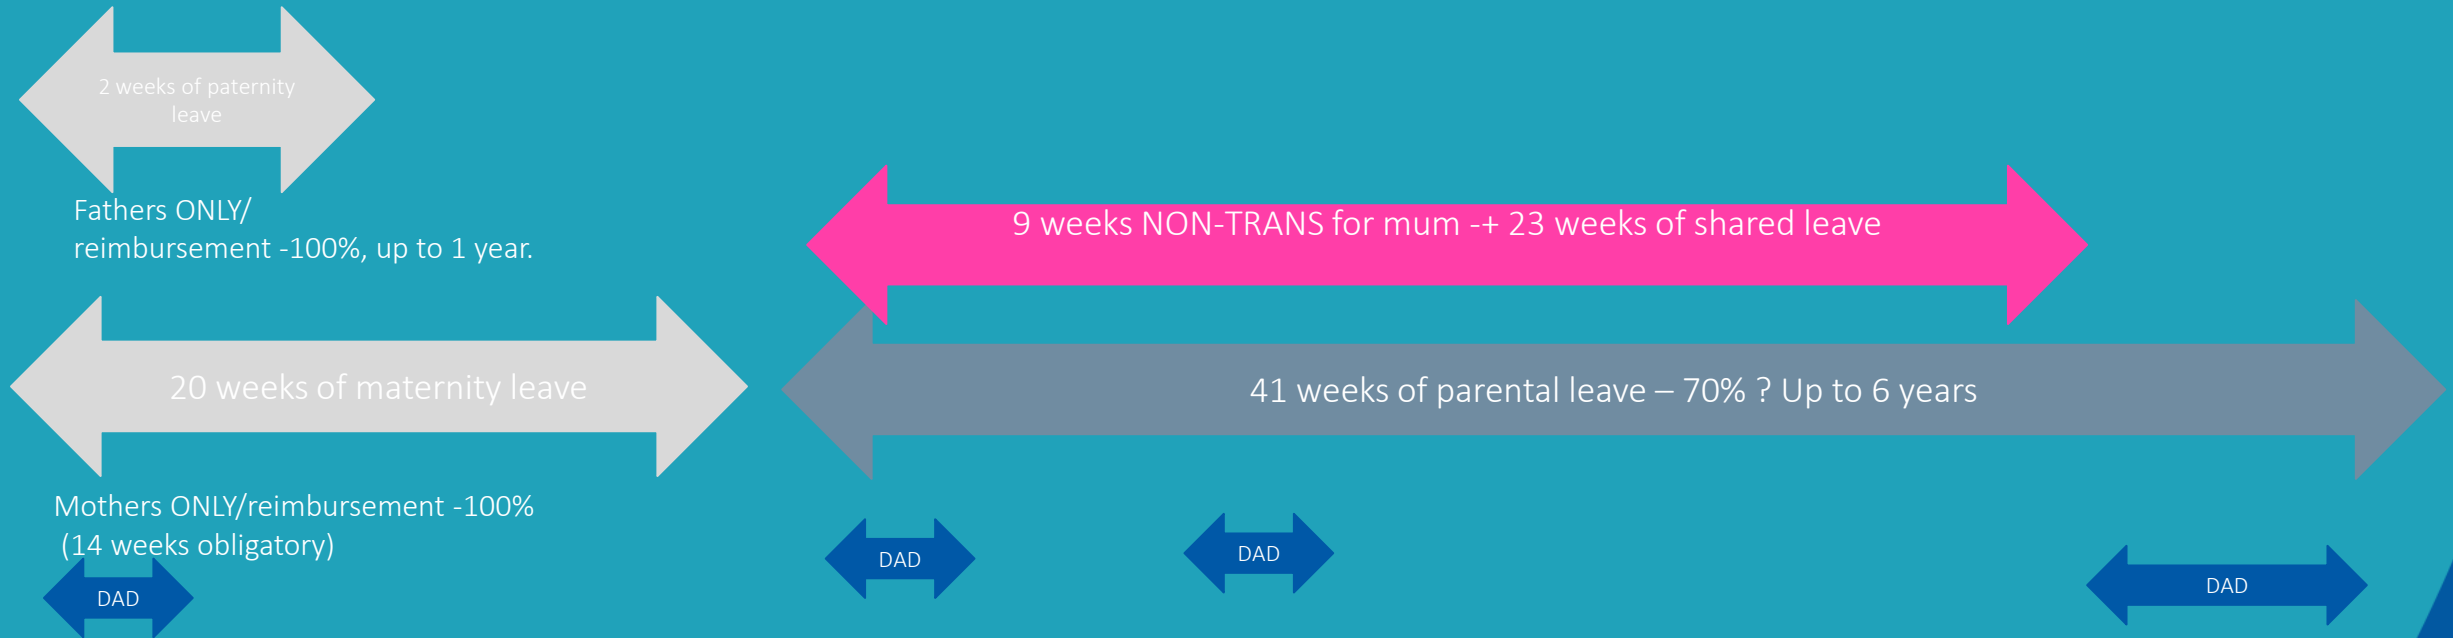 2 weeks of paternity
leave
Fathers ONLY/
reimbursement -100%, up to 1 year.
9 weeks NON-TRANS for mum -+ 23 weeks of shared leave
20 weeks of maternity leave
41 weeks of parental leave – 70% ? Up to 6 years
Mothers ONLY/reimbursement -100%
(14 weeks obligatory)
DAD
DAD
DAD
DAD